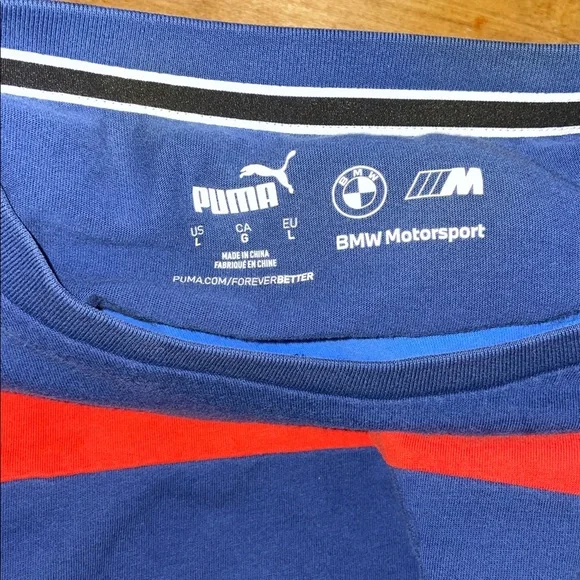 PUMA
US CA EU
L G L
MADE IN CHINA
FABRIQUÉ EN CHINE
PUMA.COM/FOREVERBETTER
BMW
M
BMW Motorsport